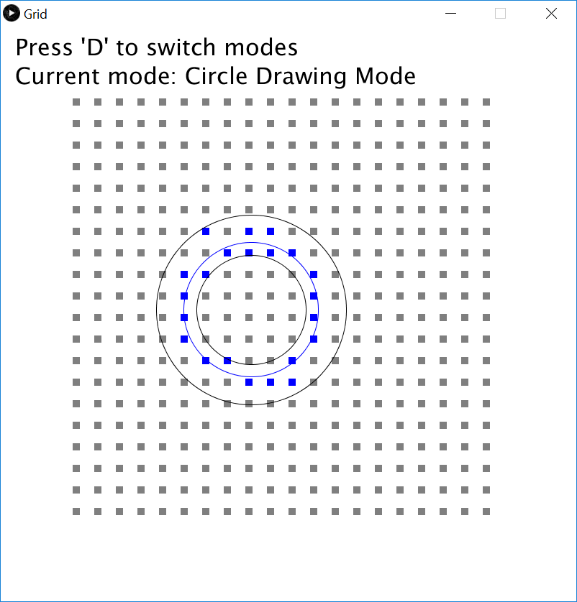 Grid
Press 'D' to switch modes
Current mode: Circle Drawing Mode